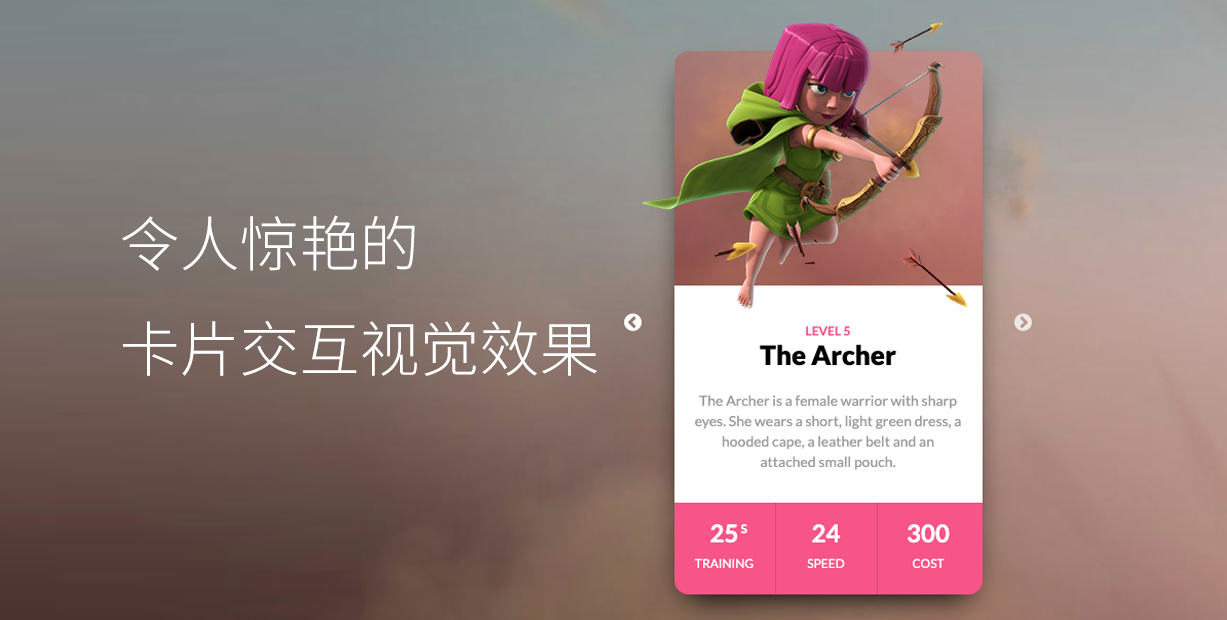 令人惊艳的
卡片交互视觉效果
LEVEL 5
The Archer
The Archer is a female warrior with sharp
eyes. She wears a short, light green dress, a
hooded cape, a leather belt and an
attached small pouch.
25S 24 300
TRAINING SPEED COST